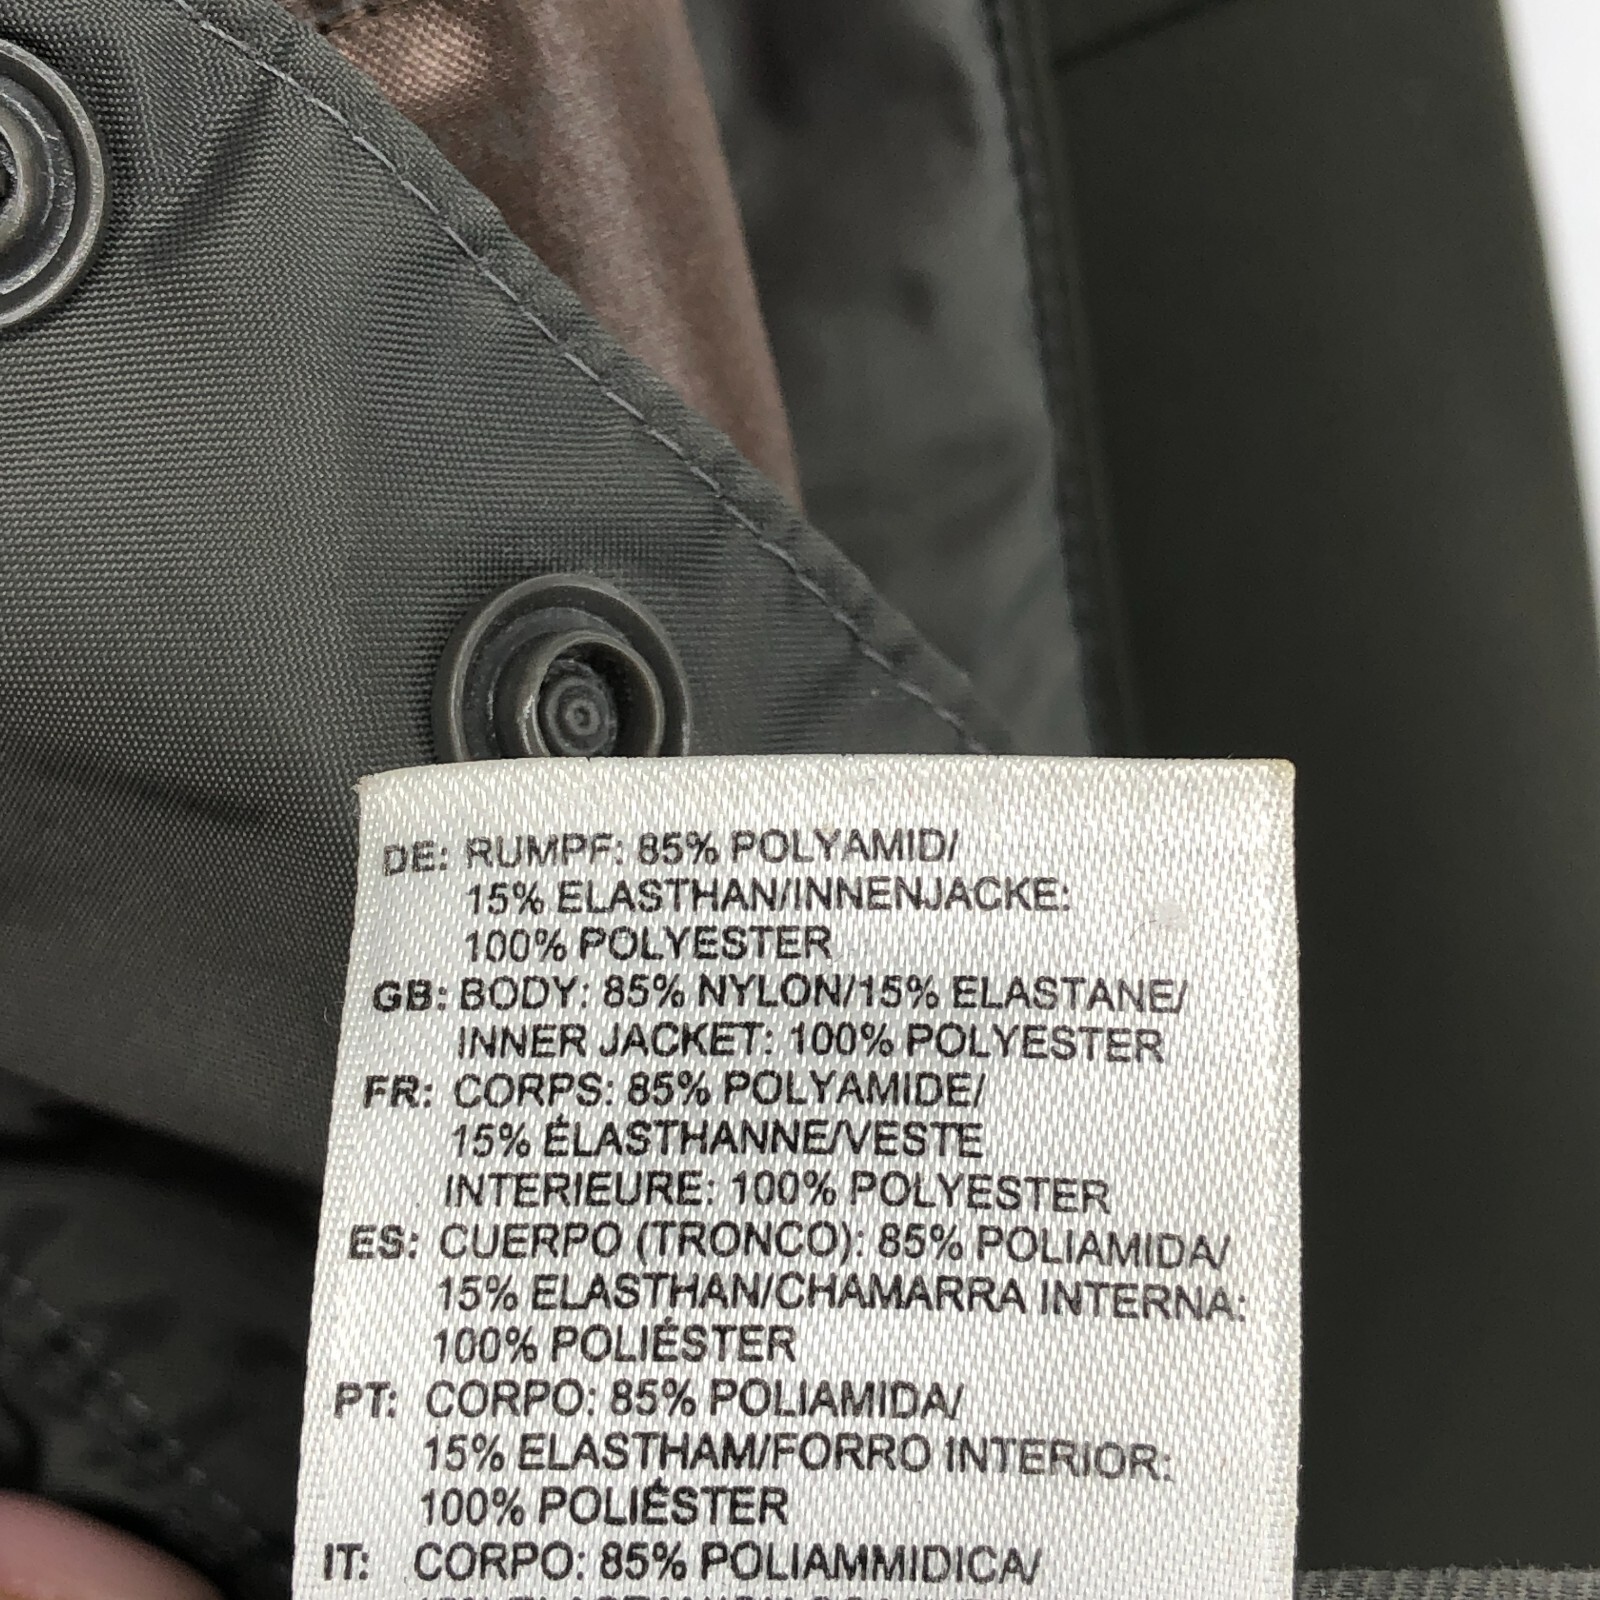 DE: RUMPF: 85% POLYAMID/
15% ELASTHAN/INNENJACKE:
100% POLYESTER
GB: BODY: 85% NYLON/15% ELASTANE/
INNER JACKET: 100% POLYESTER
FR: CORPS: 85% POLYAMIDE/
15% ÉLASTHANNE/VESTE
INTERIEURE: 100% POLYESTER
ES: CUERPO (TRONCO): 85% POLIAMIDA/
15% ELASTHAN/CHAMARRA INTERNA:
100% POLIÉSTER
PT: CORPO: 85% POLIAMIDA/
15% ELASTHAM/FORRO INTERIOR:
100% POLIÉSTER
IT: CORPO: 85% POLIAMMIDICA/